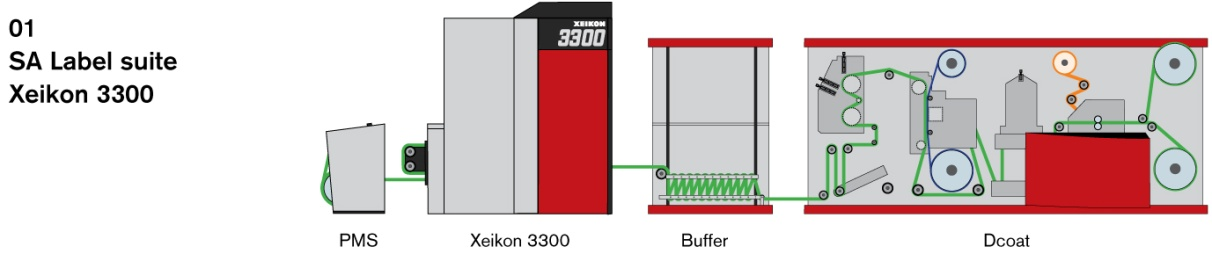 01
SA Label suite
Xeikon 3300
XEIKON
3300
PMS
Xeikon 3300
Buffer
Dcoat